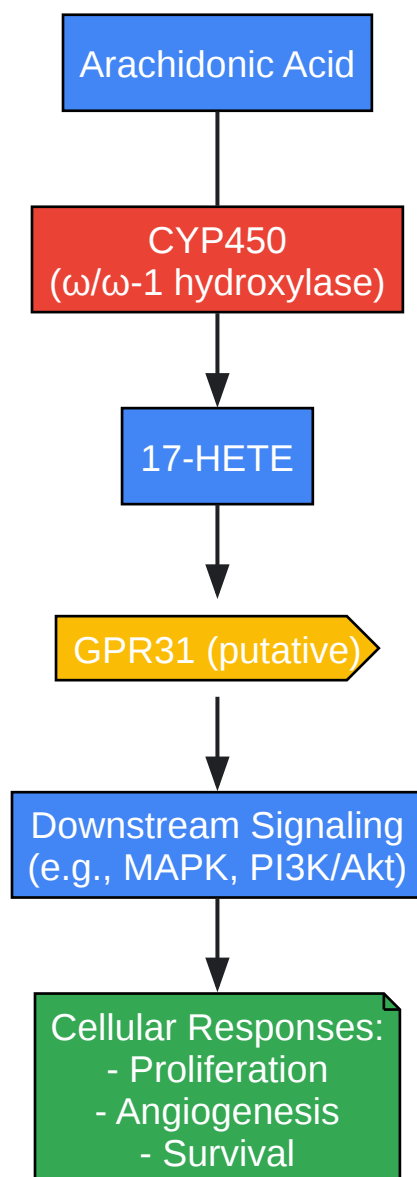 Arachidonic Acid
CYP450
(ω/ω-1 hydroxylase)
17-HETE
GPR31 (putative)
Downstream Signaling
(e.g., MAPK, PI3K/Akt)
Cellular Responses:
- Proliferation
- Angiogenesis
- Survival